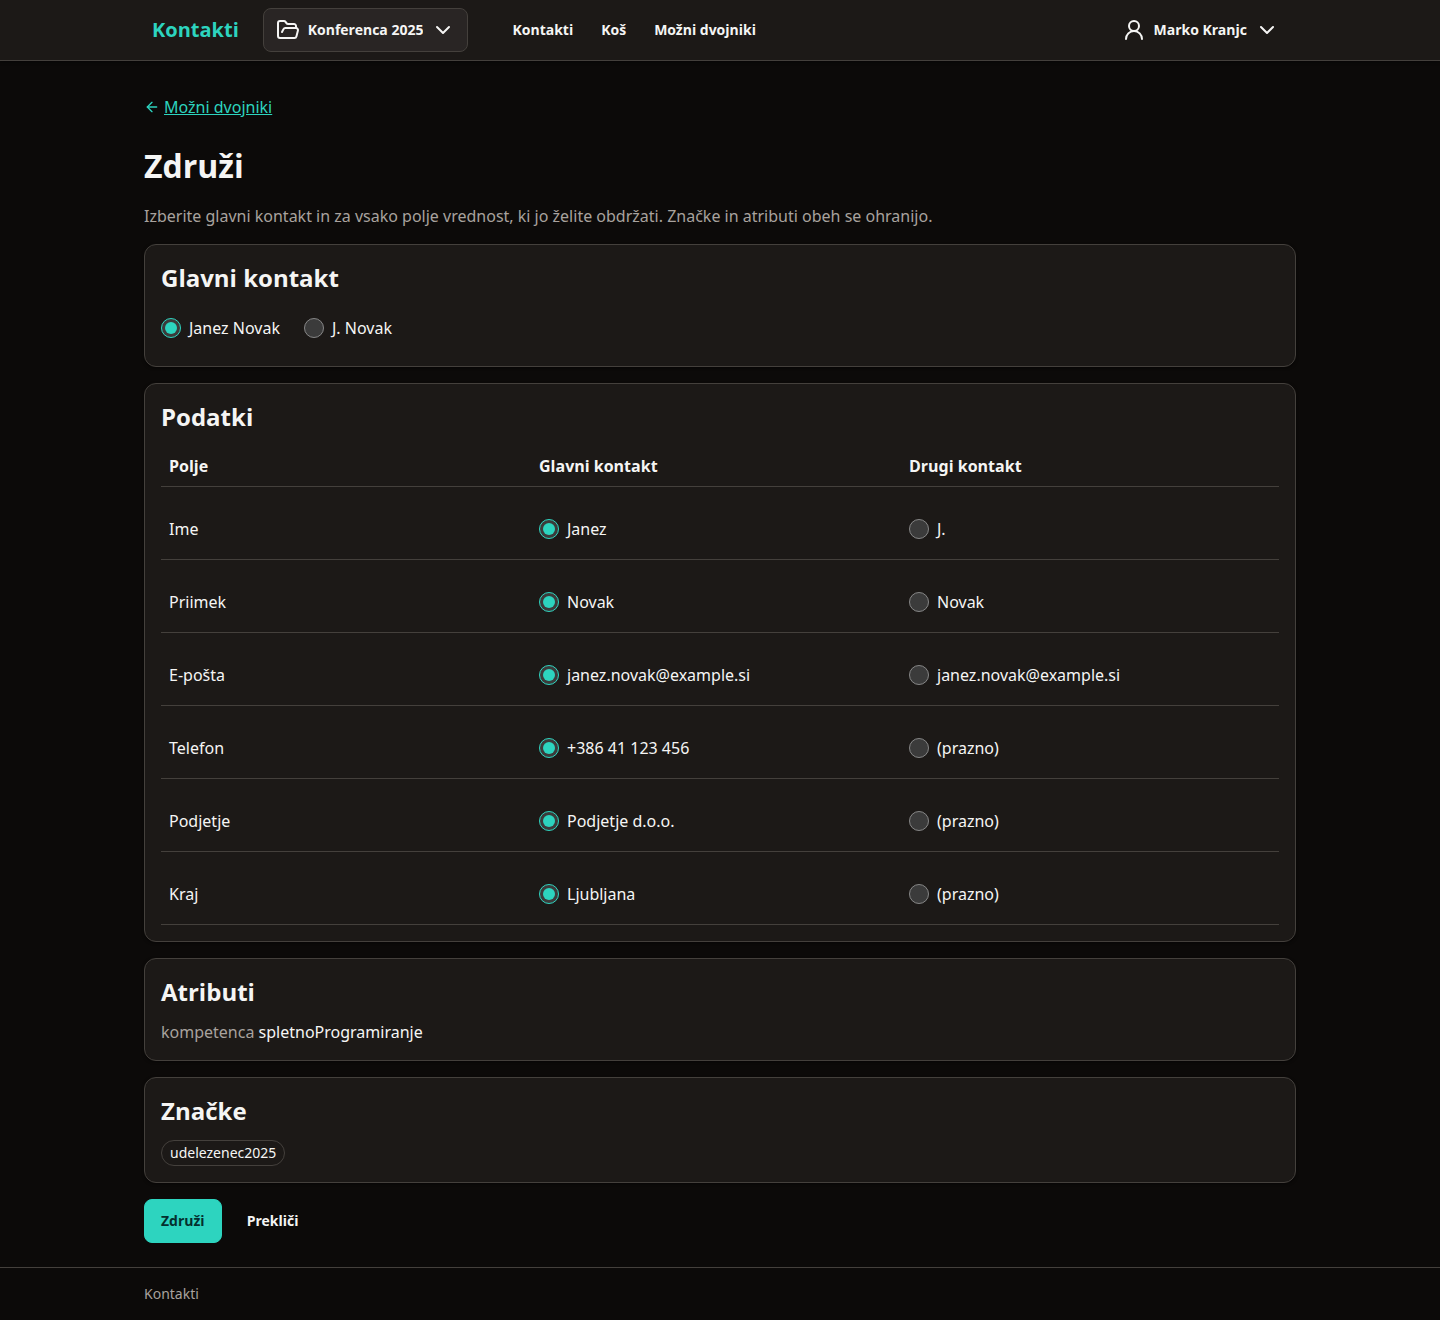 Kontakti Konferenca 2025 Kontakti Koš Možni dvojniki Marko Kranjc
Možni dvojniki
Združi
Izberite glavni kontakt in za vsako polje vrednost, ki jo želite obdržati. Značke in atributi obeh se ohranijo.
Glavni kontakt
Janez Novak J. Novak
Podatki
Polje Glavni kontakt Drugi kontakt
Ime Janez J.
Priimek Novak Novak
E-pošta janez.novak@example.si janez.novak@example.si
Telefon +386 41 123 456 (prazno)
Podjetje Podjetje d.o.o. (prazno)
Kraj Ljubljana (prazno)
Atributi
kompetenca spletnoProgramiranje
Značke
udelezenec2025
Združi Prekliči
Kontakti